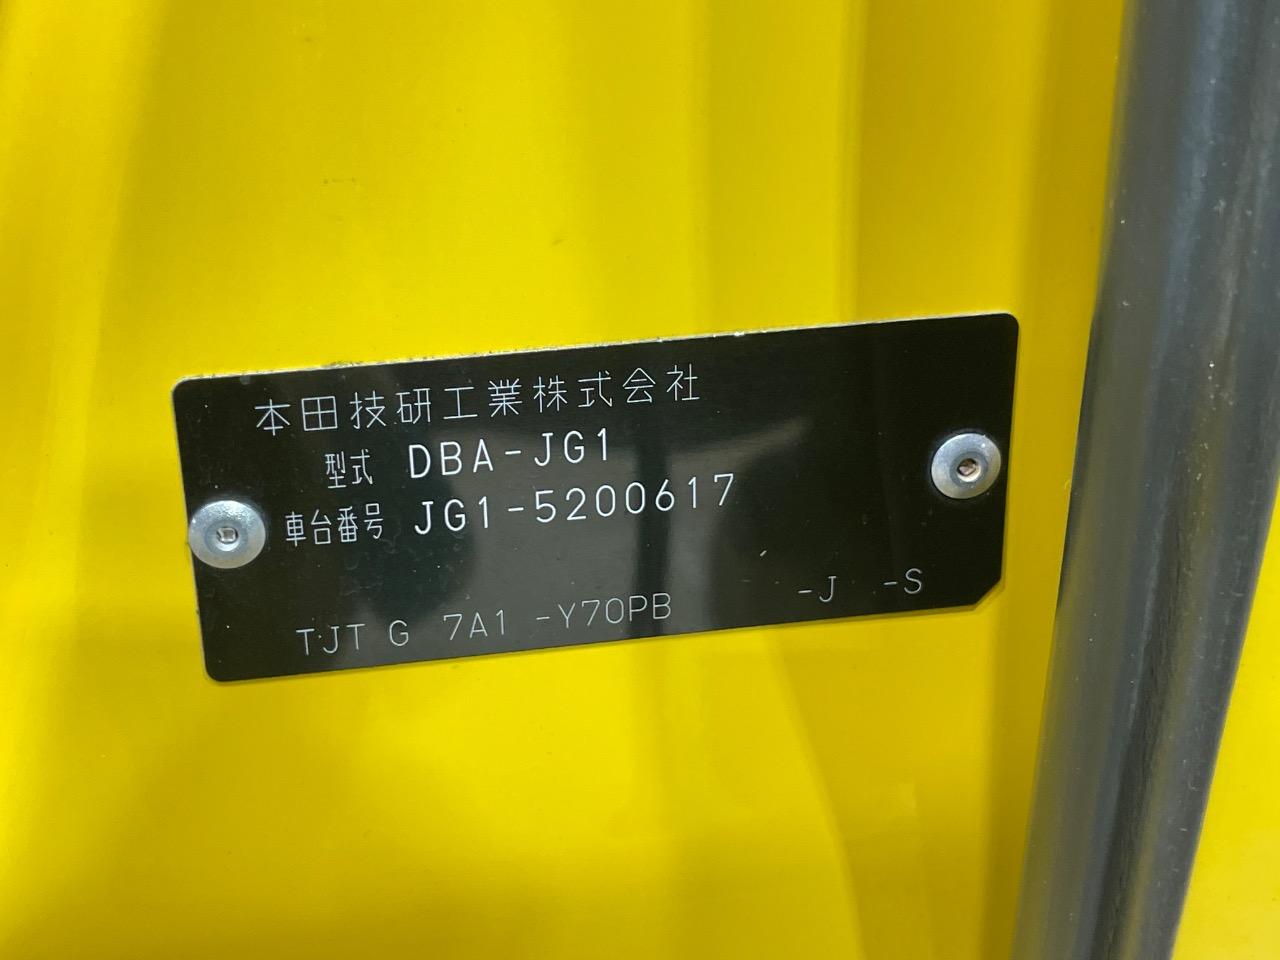 本田技研工業株式会社
型式 DBA-JG1
車台番号 JG1-5200617
TJT G 7A1 -Y70PB -J -S